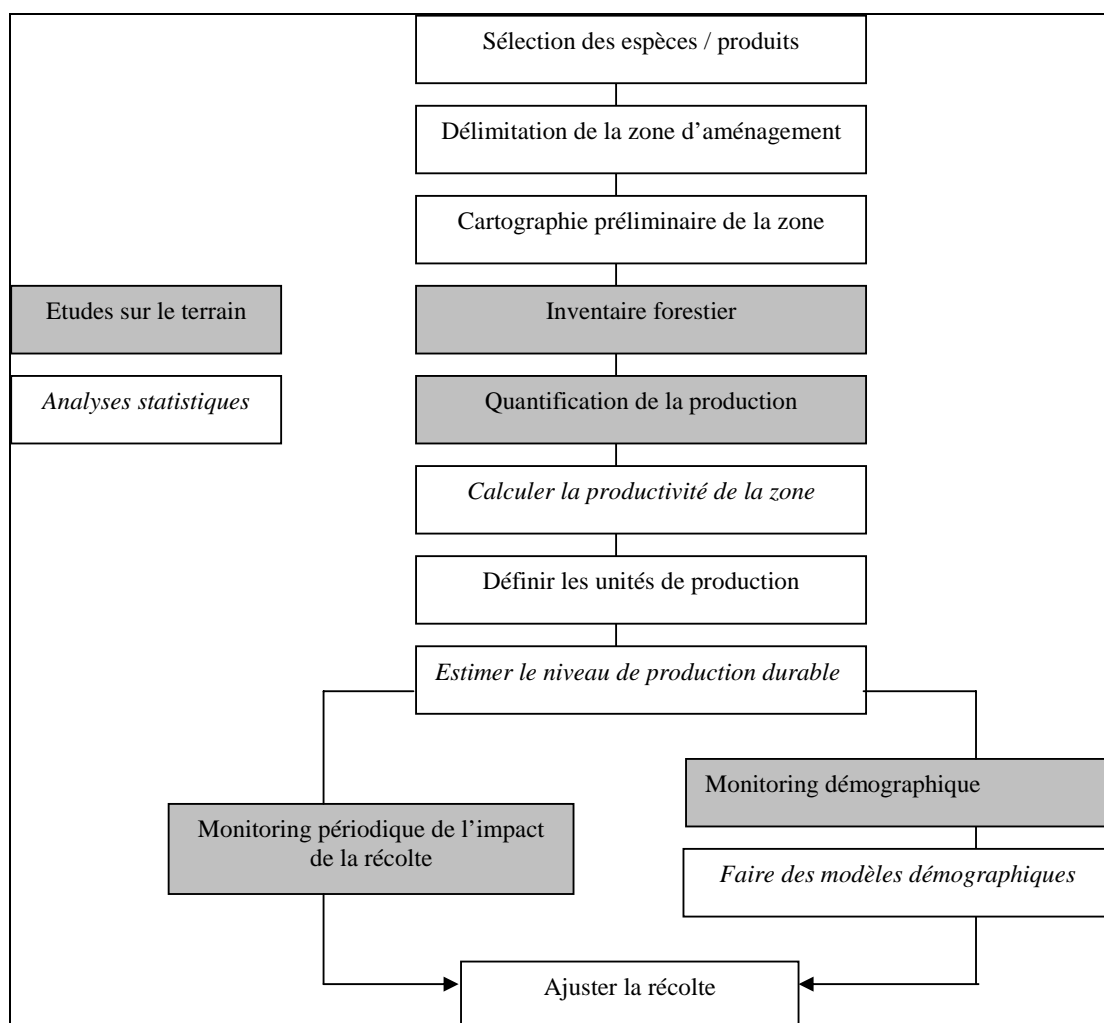 Sélection des espèces / produits
Délimitation de la zone d’aménagement
Cartographie préliminaire de la zone
Etudes sur le terrain
Inventaire forestier
Analyses statistiques
Quantification de la production
Calculer la productivité de la zone
Définir les unités de production
Estimer le niveau de production durable
Monitoring démographique
Monitoring périodique de l’impact
de la récolte
Faire des modèles démographiques
Ajuster la récolte